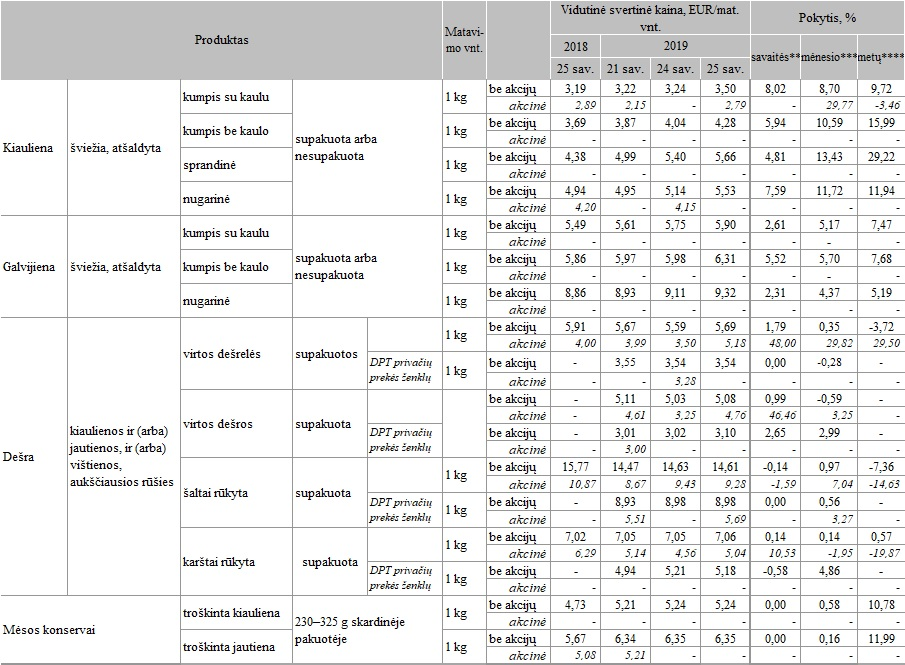 Produktas Matavi- Vidutinė svertinė kaina, EUR/mat. Pokytis, %
mo vnt. vnt.
2018 2019 savaitės** mėnesio*** metų****
25 sav. 21 sav. 24 sav. 25 sav.
Kiauliena šviežia, atšaldyta supakuota arba nesupakuota
kumpis su kaulu 1 kg be akcijų 3,19 3,22 3,24 3,50 8,02 8,70 9,72
akcinė 2,89 2,15 - 2,79 - 29,77 -3,46
kumpis be kaulo 1 kg be akcijų 3,69 3,87 4,04 4,28 5,94 10,59 15,99
akcinė - - - - - - -
sprandinė 1 kg be akcijų 4,38 4,99 5,40 5,66 4,81 13,43 29,22
akcinė - - - - - - -
nugarinė 1 kg be akcijų 4,94 4,95 5,14 5,53 7,59 11,72 11,94
akcinė 4,20 - 4,15 - - - -
Galvijiena šviežia, atšaldyta supakuota arba nesupakuota
kumpis su kaulu 1 kg be akcijų 5,49 5,61 5,75 5,90 2,61 5,17 7,47
akcinė - - - - - - -
kumpis be kaulo 1 kg be akcijų 5,86 5,97 5,98 6,31 5,52 5,70 7,68
akcinė - - - - - - -
nugarinė 1 kg be akcijų 8,86 8,93 9,11 9,32 2,31 4,37 5,19
akcinė - - - - - - -
Dešra kiaulienos ir (arba) jautienos, ir (arba) vištienos, aukščiausios rūšies
virtos dešrelės supakuotos 1 kg be akcijų 5,91 5,67 5,59 5,69 1,79 0,35 -3,72
akcinė 4,00 3,99 3,50 5,18 48,00 29,82 29,50
DPT privačių prekės ženklų 1 kg be akcijų - 3,55 3,54 3,54 0,00 -0,28 -
akcinė - - 3,28 - - - -
virtos dešros supakuota be akcijų - 5,11 5,03 5,08 0,99 -0,59 -
akcinė - 4,61 3,25 4,76 46,46 3,25 -
DPT privačių prekės ženklų be akcijų - 3,01 3,02 3,10 2,65 2,99 -
akcinė - 3,00 - - - - -
šaltai rūkyta supakuota 1 kg be akcijų 15,77 14,47 14,63 14,61 -0,14 0,97 -7,36
akcinė 10,87 8,67 9,43 9,28 -1,59 7,04 -14,63
DPT privačių prekės ženklų 1 kg be akcijų - 8,93 8,98 8,98 0,00 0,56 -
akcinė - 5,51 - 5,69 - 3,27 -
karštai rūkyta supakuota 1 kg be akcijų 7,02 7,05 7,05 7,06 0,14 0,14 0,57
akcinė 6,29 5,14 4,56 5,04 10,53 -1,95 -19,87
DPT privačių prekės ženklų 1 kg be akcijų - 4,94 5,21 5,18 -0,58 4,86 -
akcinė - - - - - - -
Mėsos konservai 230–325 g skardinėje pakuotėje
troškinta kiauliena 1 kg be akcijų 4,73 5,21 5,24 5,24 0,00 0,58 10,78
akcinė - - - - - - -
troškinta jautiena 1 kg be akcijų 5,67 6,34 6,35 6,35 0,00 0,16 11,99
akcinė 5,08 5,21 - - - - -